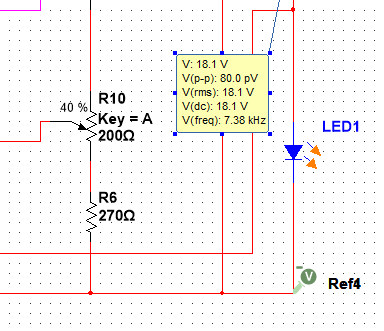 V: 18.1 V
V(p-p): 80.0 pV
V(rms): 18.1 V
V(dc): 18.1 V
V(freq): 7.38 kHz
R10
40 %
Key = A
200Ω
LED1
R6
270Ω
V
Ref4